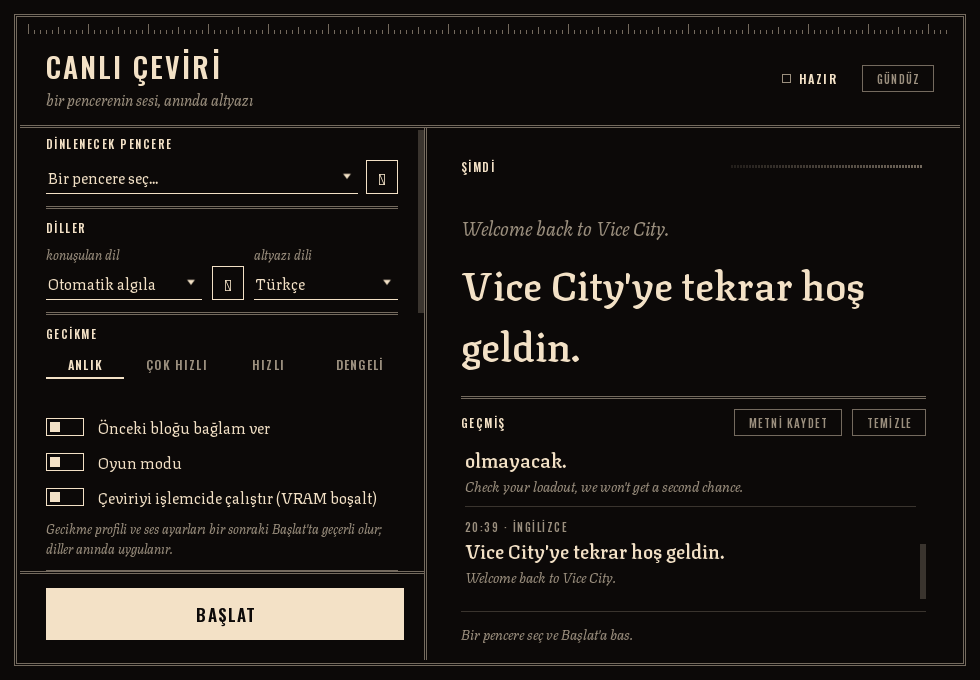 CANLI ÇEVİRİ
bir pencerenin sesi, anında altyazı
HAZIR
GÜNDÜZ
DİNLENECEK PENCERE
Bir pencere seç...
DİLLER
konuşulan dil
altyazı dili
Otomatik algıla
Türkçe
GECİKME
ANLIK
ÇOK HIZLI
HIZLI
DENGELİ
Önceki bloğu bağlam ver
Oyun modu
Çeviriyi işlemcide çalıştır (VRAM boşalt)
Gecikme profili ve ses ayarları bir sonraki Başlat'ta geçerli olur;
diller anında uygulanır.
BAŞLAT
ŞİMDİ
Welcome back to Vice City.
Vice City'ye tekrar hoş
geldin.
GEÇMİŞ
METNİ KAYDET
TEMİZLE
olmayacak.
Check your loadout, we won't get a second chance.
20:39 · İNGİLİZCE
Vice City'ye tekrar hoş geldin.
Welcome back to Vice City.
Bir pencere seç ve Başlat'a bas.